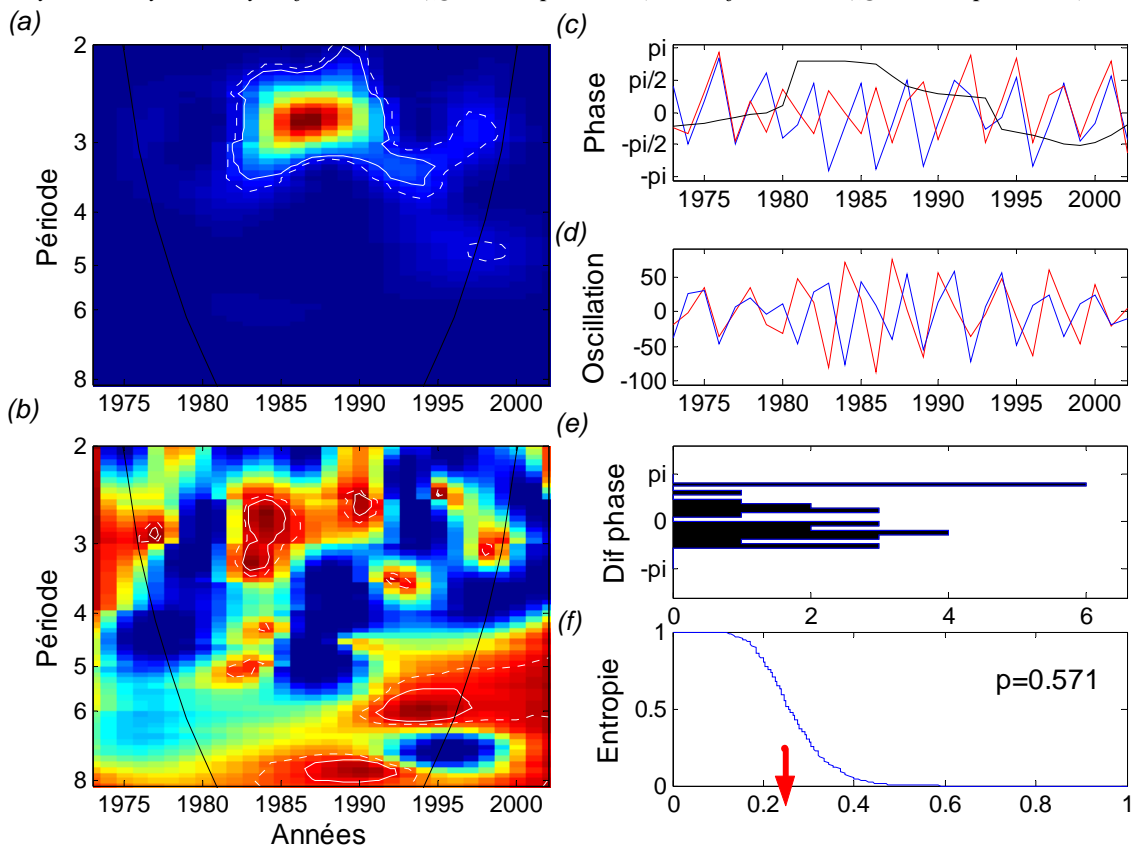 (a)
2
3
4
5
6
8
Période
1975 1980 1985 1990 1995 2000
(b)
2
3
4
5
6
8
Période
1975 1980 1985 1990 1995 2000
Années
(c)
pi
pi/2
0
-pi/2
-pi
Phase
1975 1980 1985 1990 1995 2000
(d)
50
0
-50
-100
Oscillation
1975 1980 1985 1990 1995 2000
(e)
pi
0
-pi
Dif phase
0 2 4 6
(f)
1
0.5
0
Entropie
p=0.571
0 0.2 0.4 0.6 0.8 1